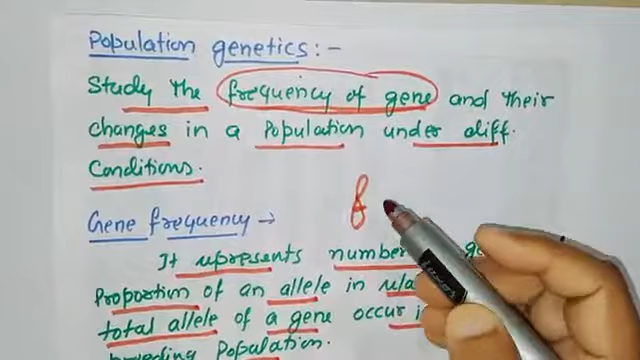 Population genetics :-
Study the frequency of gene and their
changes in a Population under diff.
Conditions.
Gene frequency → f
It represents number
Proportion of an allele in
total allele of a gene occur
breeding Population.